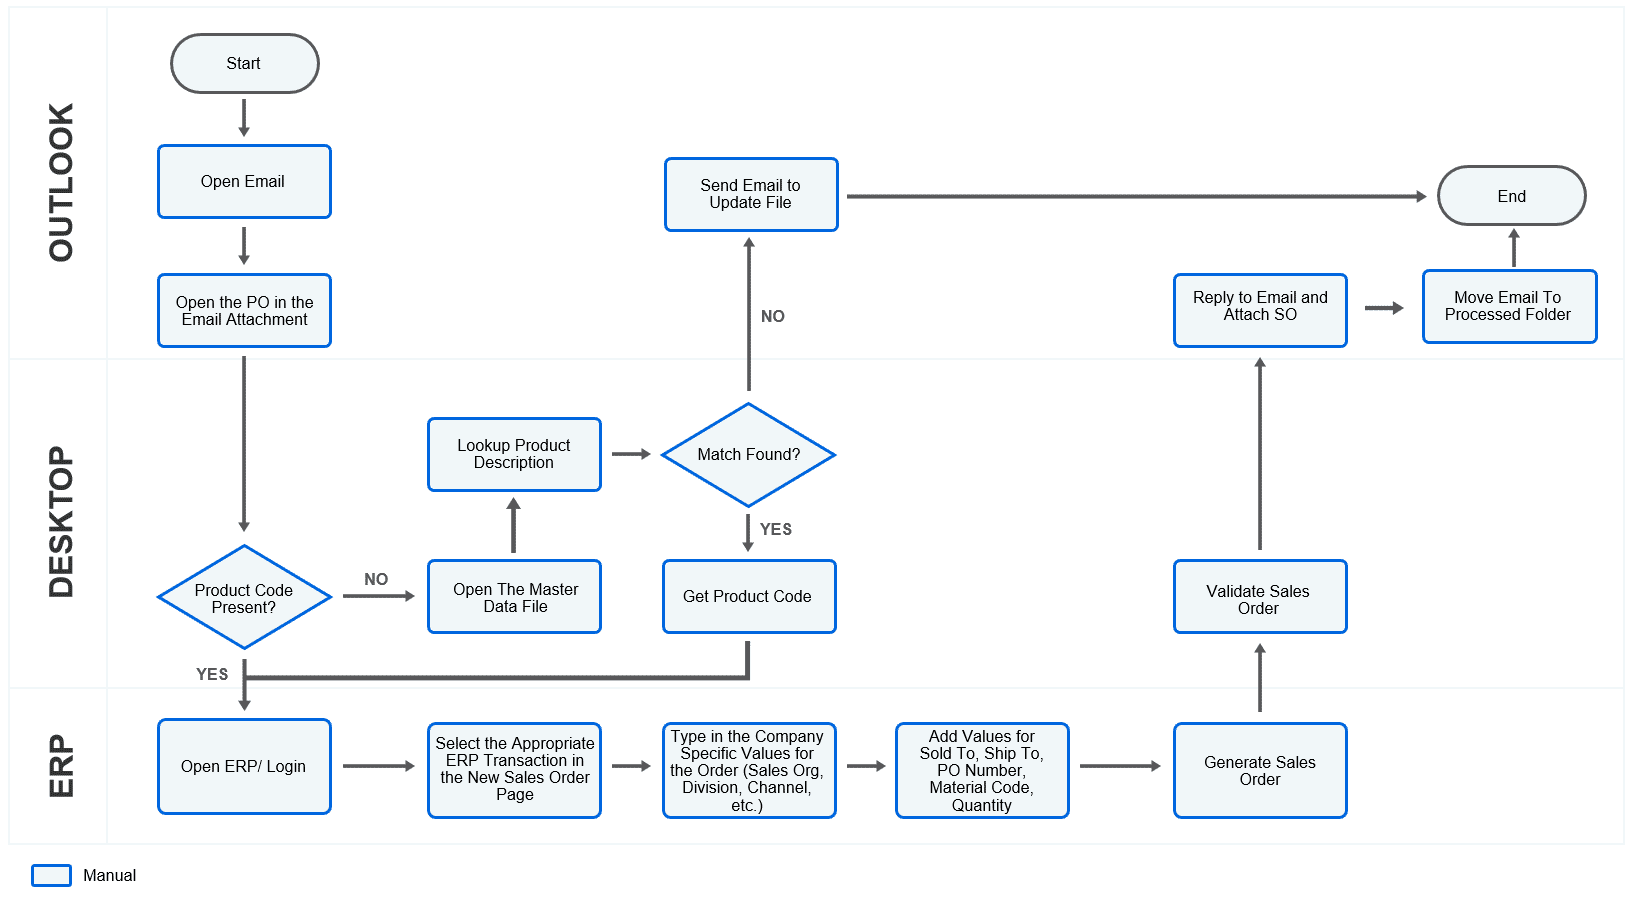 OUTLOOK
Start
Open Email
Open the PO in the
Email Attachment
Send Email to
Update File
End
Reply to Email and
Attach SO
Move Email To
Processed Folder
NO
DESKTOP
Lookup Product
Description
Match Found?
YES
Product Code
Present?
NO
Open The Master
Data File
Get Product Code
Validate Sales
Order
YES
ERP
Open ERP/ Login
Select the Appropriate
ERP Transaction in
the New Sales Order
Page
Type in the Company
Specific Values for
the Order (Sales Org,
Division, Channel,
etc.)
Add Values for
Sold To, Ship To,
PO Number,
Material Code,
Quantity
Generate Sales
Order
Manual